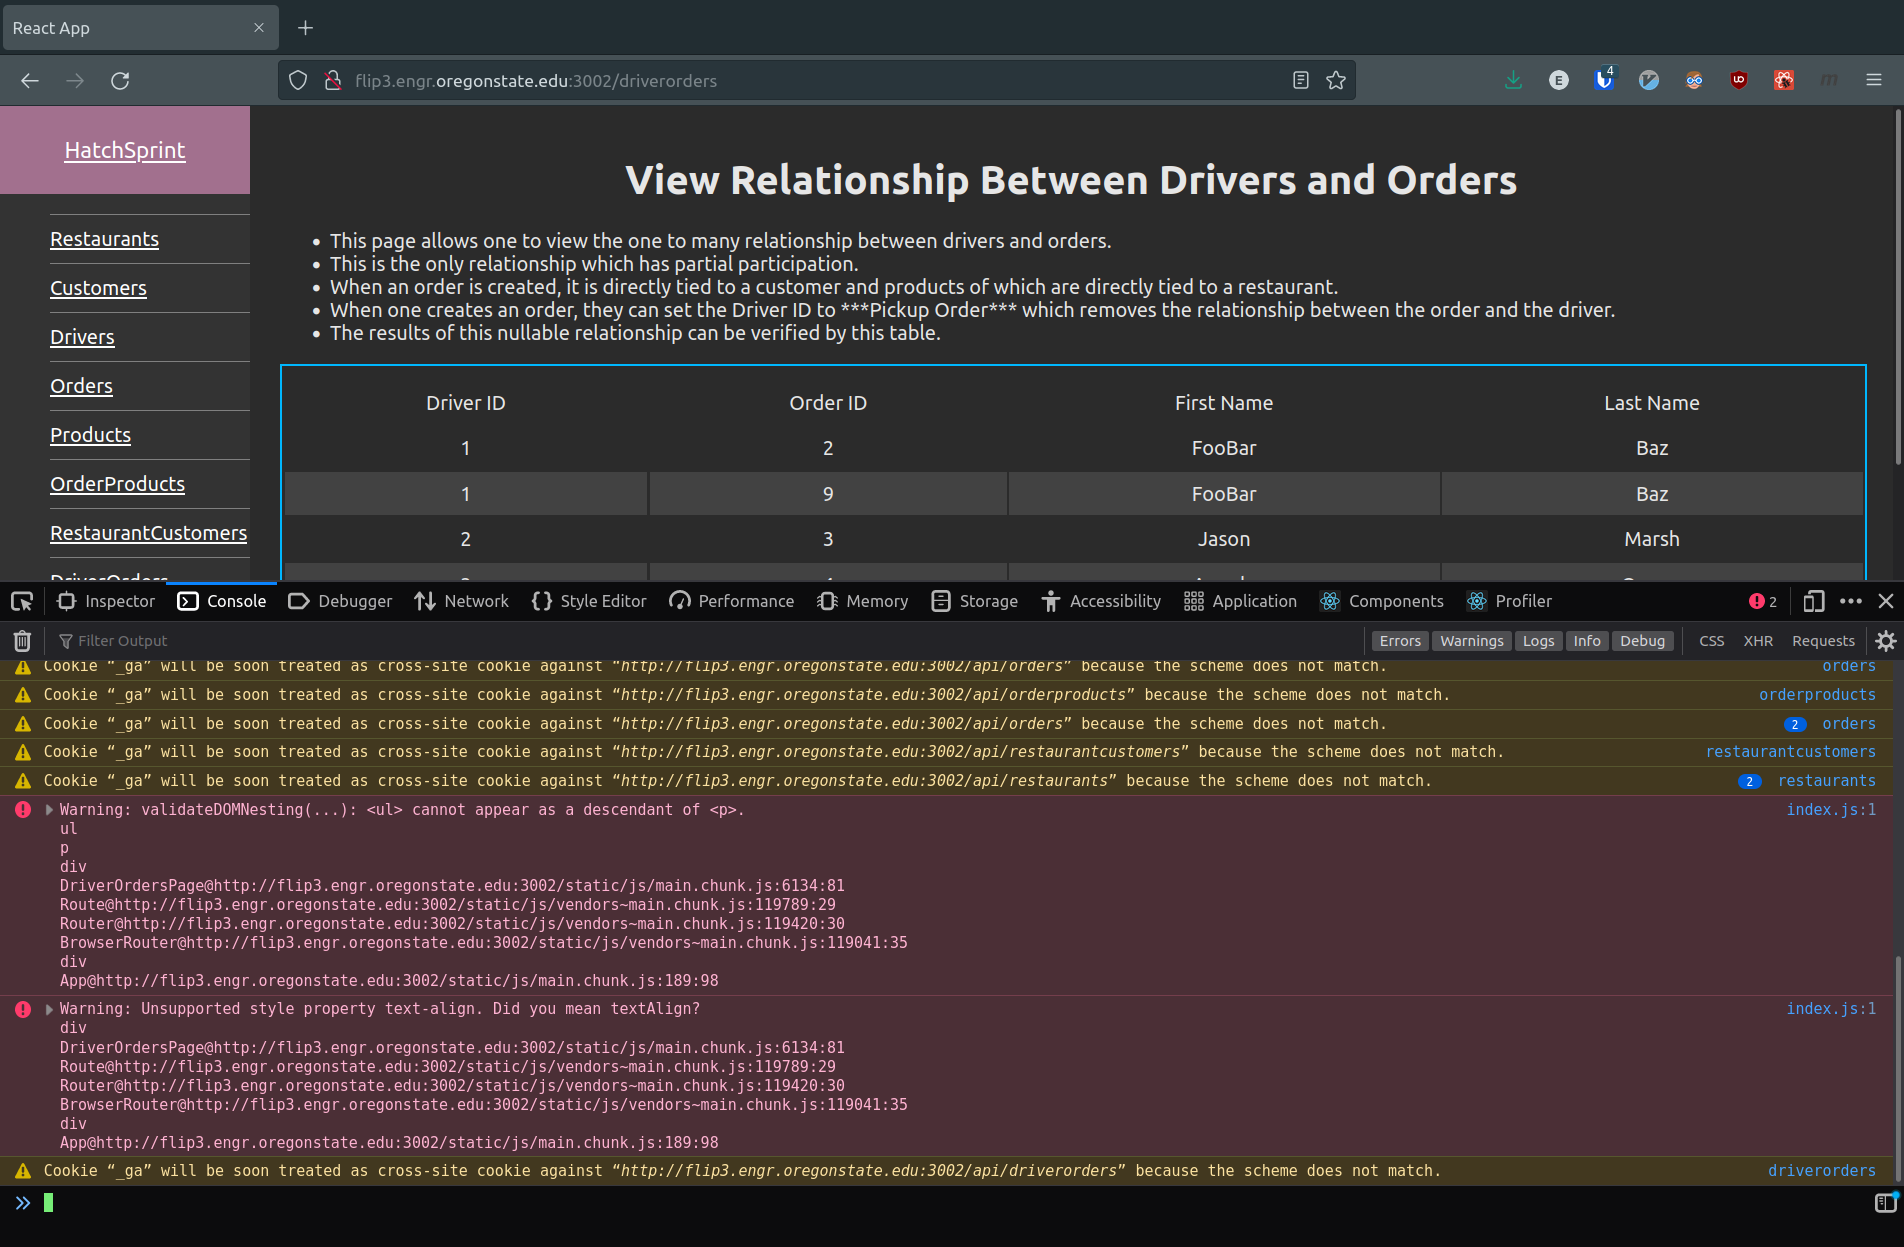 React App
flip3.engr.oregonstate.edu:3002/driverorders
E
4
HatchSprint
Restaurants
Customers
Drivers
Orders
Products
OrderProducts
RestaurantCustomers
DriverOrders
View Relationship Between Drivers and Orders
• This page allows one to view the one to many relationship between drivers and orders.
• This is the only relationship which has partial participation.
• When an order is created, it is directly tied to a customer and products of which are directly tied to a restaurant.
• When one creates an order, they can set the Driver ID to ***Pickup Order*** which removes the relationship between the order and the driver.
• The results of this nullable relationship can be verified by this table.
Driver ID Order ID First Name Last Name
1 2 FooBar Baz
1 9 FooBar Baz
2 3 Jason Marsh
Inspector Console Debugger Network Style Editor Performance Memory Storage Accessibility Application Components Profiler 2
Filter Output Errors Warnings Logs Info Debug CSS XHR Requests
Cookie “_ga” will be soon treated as cross-site cookie against “http://flip3.engr.oregonstate.edu:3002/api/orders” because the scheme does not match. orders
Cookie “_ga” will be soon treated as cross-site cookie against “http://flip3.engr.oregonstate.edu:3002/api/orderproducts” because the scheme does not match. orderproducts
Cookie “_ga” will be soon treated as cross-site cookie against “http://flip3.engr.oregonstate.edu:3002/api/orders” because the scheme does not match. 2 orders
Cookie “_ga” will be soon treated as cross-site cookie against “http://flip3.engr.oregonstate.edu:3002/api/restaurantcustomers” because the scheme does not match. restaurantcustomers
Cookie “_ga” will be soon treated as cross-site cookie against “http://flip3.engr.oregonstate.edu:3002/api/restaurants” because the scheme does not match. 2 restaurants
Warning: validateDOMNesting(...): <ul> cannot appear as a descendant of <p>. index.js:1
ul
p
div
DriverOrdersPage@http://flip3.engr.oregonstate.edu:3002/static/js/main.chunk.js:6134:81
Route@http://flip3.engr.oregonstate.edu:3002/static/js/vendors~main.chunk.js:119789:29
Router@http://flip3.engr.oregonstate.edu:3002/static/js/vendors~main.chunk.js:119420:30
BrowserRouter@http://flip3.engr.oregonstate.edu:3002/static/js/vendors~main.chunk.js:119041:35
div
App@http://flip3.engr.oregonstate.edu:3002/static/js/main.chunk.js:189:98
Warning: Unsupported style property text-align. Did you mean textAlign? index.js:1
div
DriverOrdersPage@http://flip3.engr.oregonstate.edu:3002/static/js/main.chunk.js:6134:81
Route@http://flip3.engr.oregonstate.edu:3002/static/js/vendors~main.chunk.js:119789:29
Router@http://flip3.engr.oregonstate.edu:3002/static/js/vendors~main.chunk.js:119420:30
BrowserRouter@http://flip3.engr.oregonstate.edu:3002/static/js/vendors~main.chunk.js:119041:35
div
App@http://flip3.engr.oregonstate.edu:3002/static/js/main.chunk.js:189:98
Cookie “_ga” will be soon treated as cross-site cookie against “http://flip3.engr.oregonstate.edu:3002/api/driverorders” because the scheme does not match. driverorders